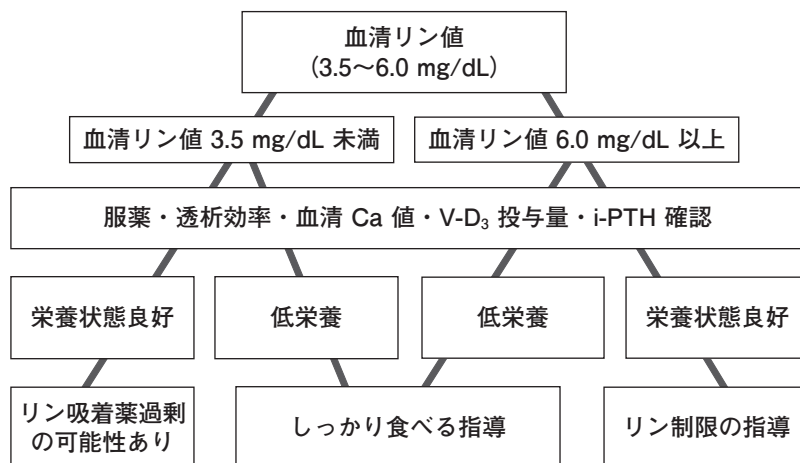 血清リン値
(3.5〜6.0 mg/dL)
血清リン値 3.5 mg/dL 未満
血清リン値 6.0 mg/dL 以上
服薬・透析効率・血清 Ca 値・V-D₃ 投与量・i-PTH 確認
栄養状態良好
低栄養
低栄養
栄養状態良好
リン吸着薬過剰
の可能性あり
しっかり食べる指導
リン制限の指導